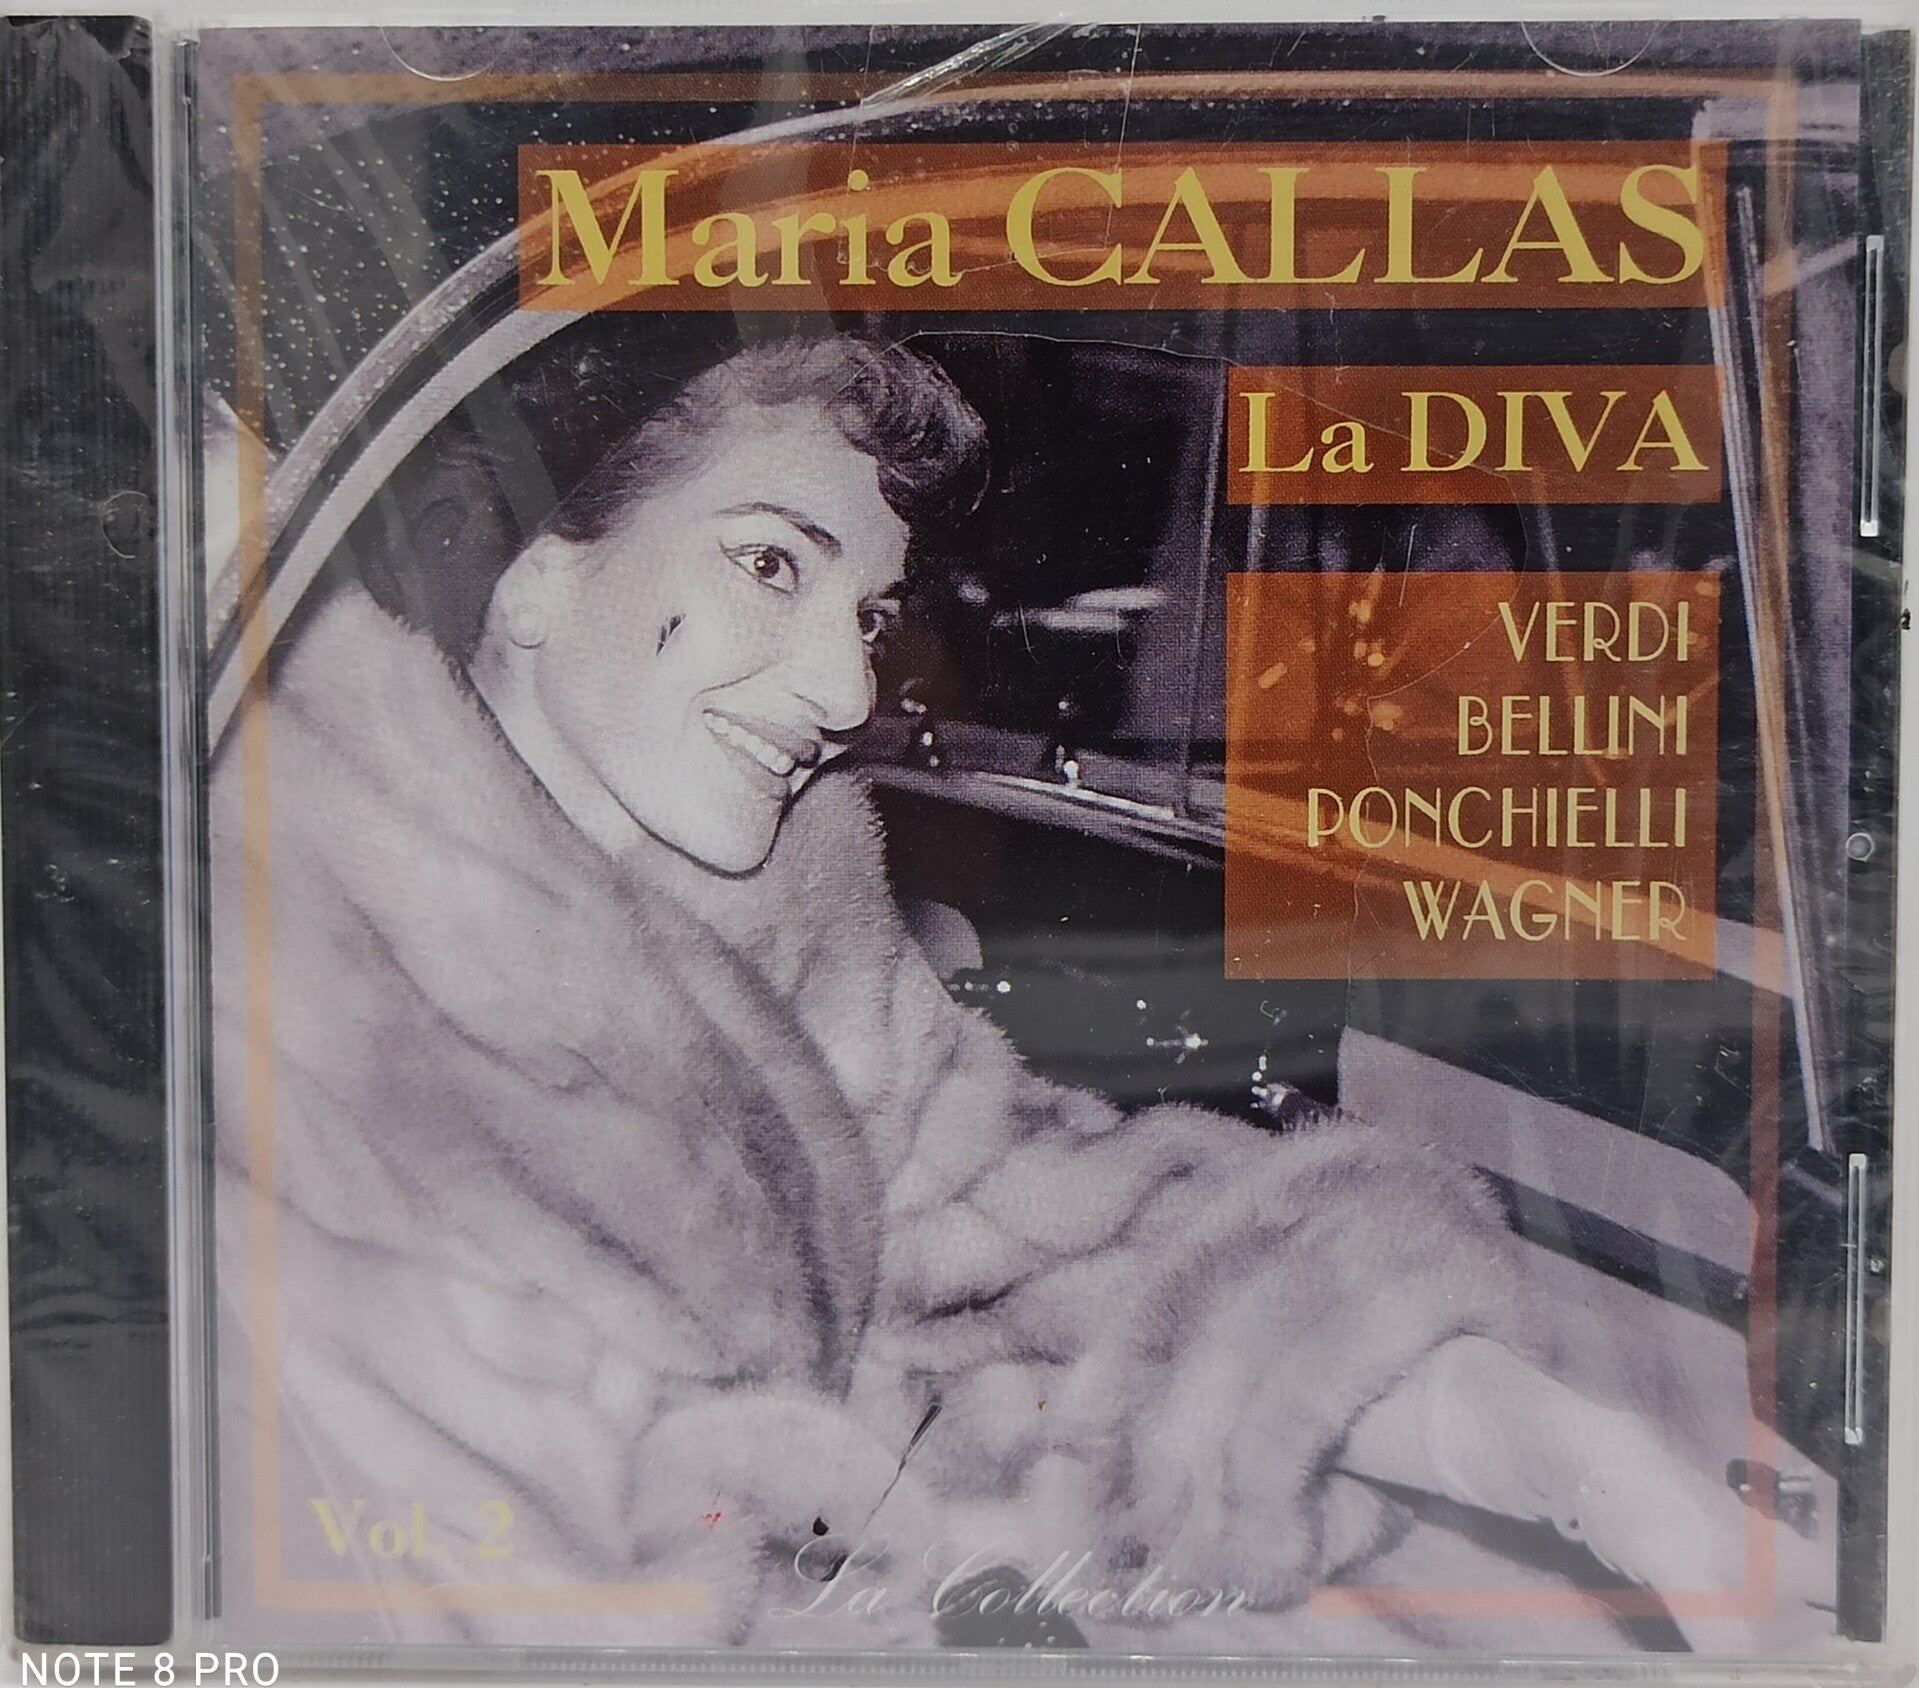 Maria CALLAS
La DIVA
VERDI
BELLINI
PONCHIELLI
WAGNER
Vol. 2
La Collection
NOTE 8 PRO